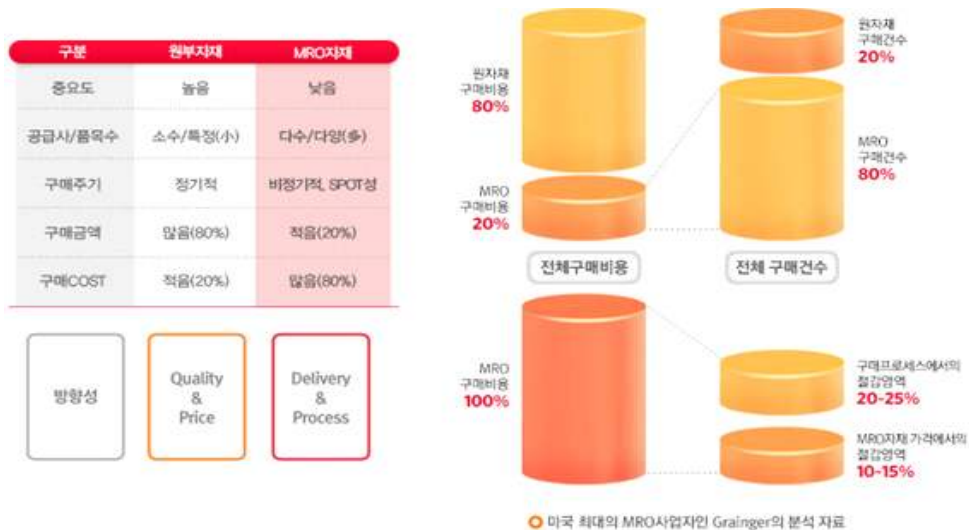 구분 원부자재 MRO자재
중요도 높음 낮음
공급사/품목수 소수/특정(小) 다수/다양(多)
구매주기 정기적 비정기적, SPOT성
구매금액 많음(80%) 적음(20%)
구매COST 적음(20%) 많음(80%)
방향성
Quality
&
Price
Delivery
&
Process
원자재
구매비용
80%
MRO
구매비용
20%
전체구매비용
원자재
구매건수
20%
MRO
구매건수
80%
전체 구매건수
MRO
구매비용
100%
구매프로세스에서의
절감영역
20-25%
MRO자재 가격에서의
절감영역
10-15%
미국 최대의 MRO사업자인 Grainger의 분석 자료